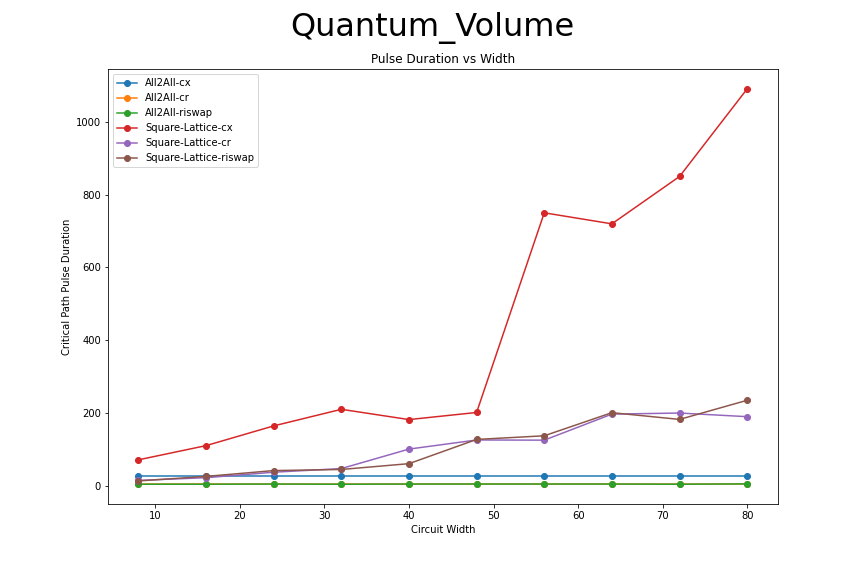 Quantum_Volume
Pulse Duration vs Width
All2All-cx
All2All-cr
All2All-riswap
Square-Lattice-cx
Square-Lattice-cr
Square-Lattice-riswap
1000
800
600
400
200
0
Critical Path Pulse Duration
10 20 30 40 50 60 70 80
Circuit Width